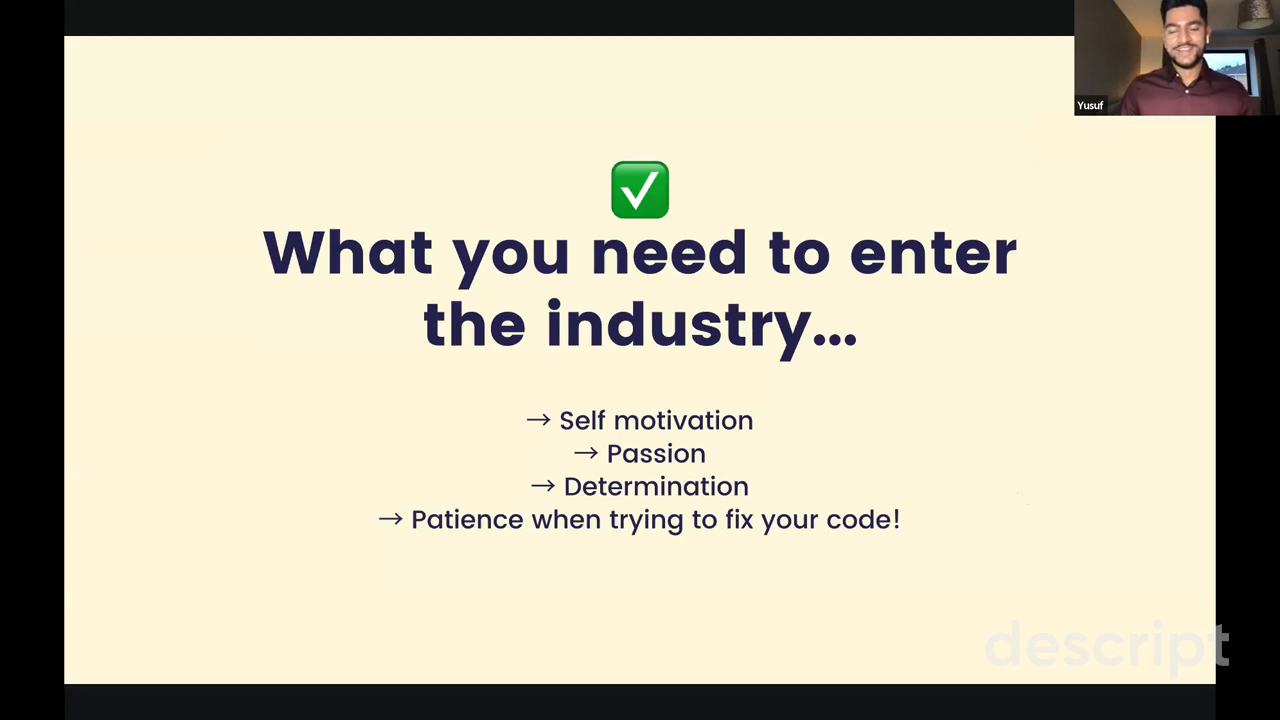 Yusuf
✅
What you need to enter
the industry...
→ Self motivation
→ Passion
→ Determination
→ Patience when trying to fix your code!
descript